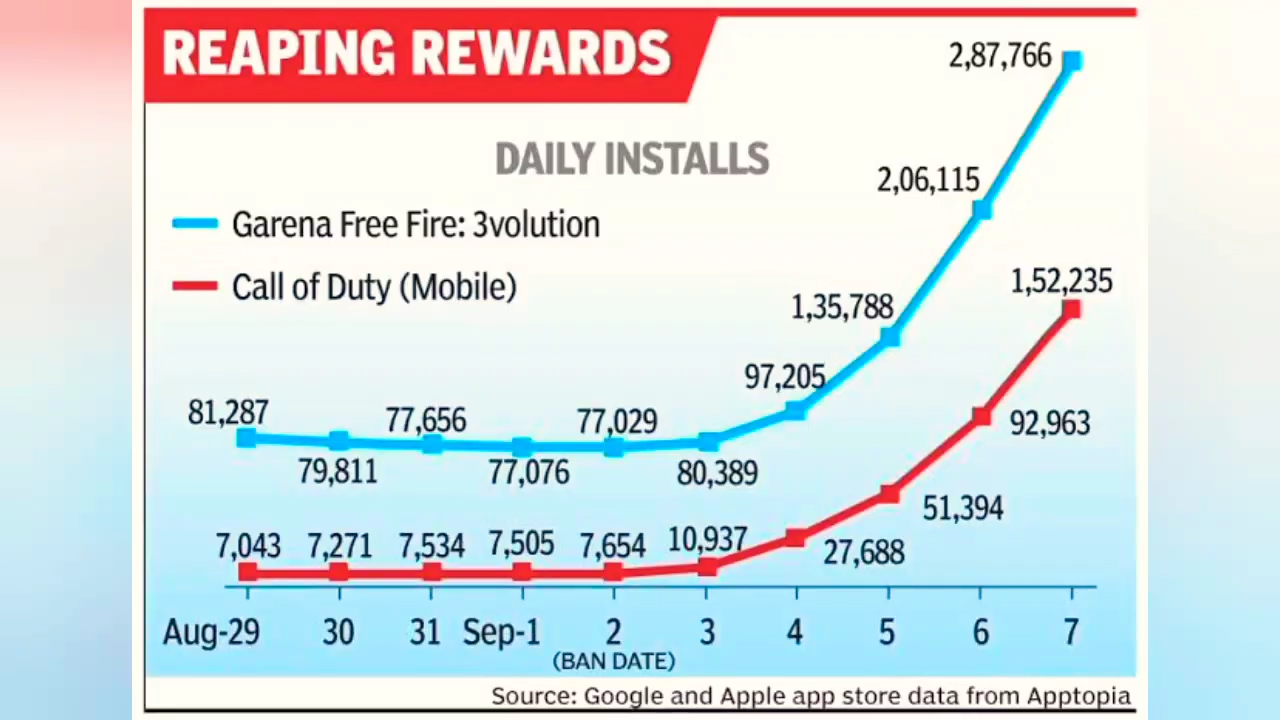 REAPING REWARDS
DAILY INSTALLS
Garena Free Fire: 3volution
Call of Duty (Mobile)
2,87,766
2,06,115
1,52,235
1,35,788
97,205
92,963
81,287
77,656
77,029
79,811
77,076
80,389
51,394
7,043 7,271 7,534 7,505 7,654 10,937
27,688
Aug-29 30 31 Sep-1 2 3 4 5 6 7
(BAN DATE)
Source: Google and Apple app store data from Apptopia